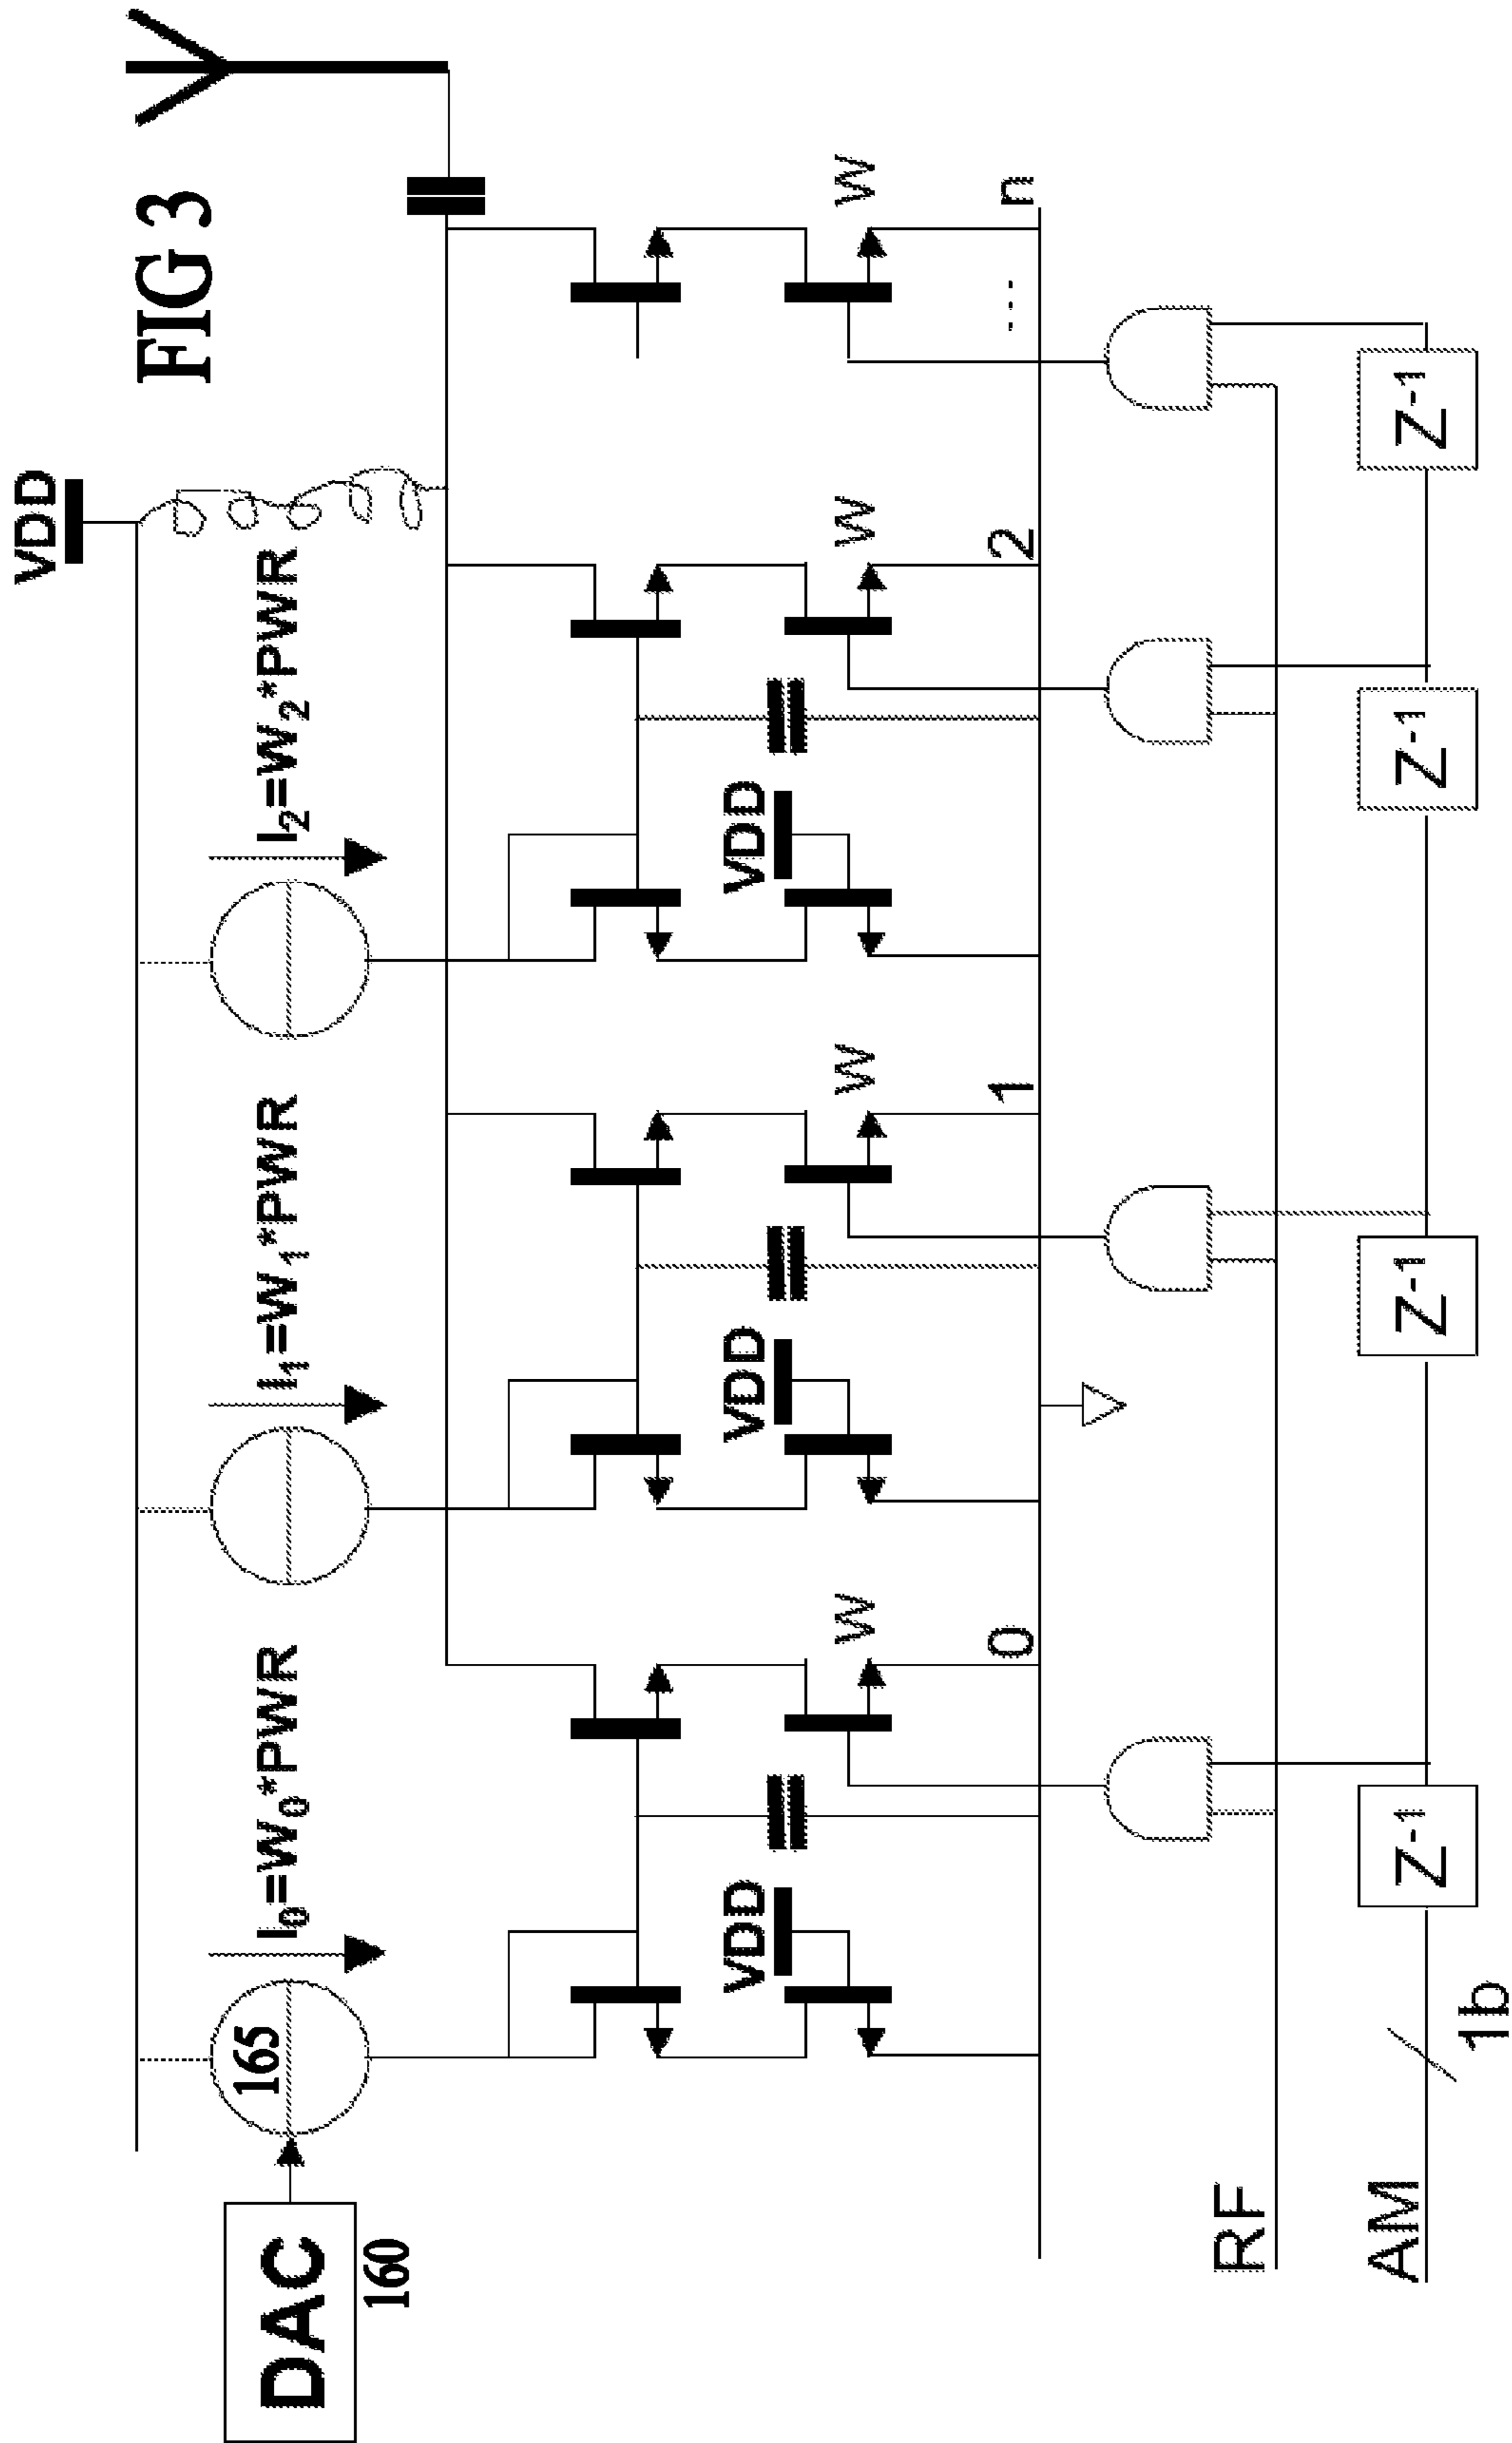 FIG 3
VDD
DAC
160
165
I0=W0*PWR
I1=W1*PWR
I2=W2*PWR
VDD
VDD
VDD
W
W
W
W
0
1
2
...
n
RF
AM
1b
Z-1
Z-1
Z-1
Z-1